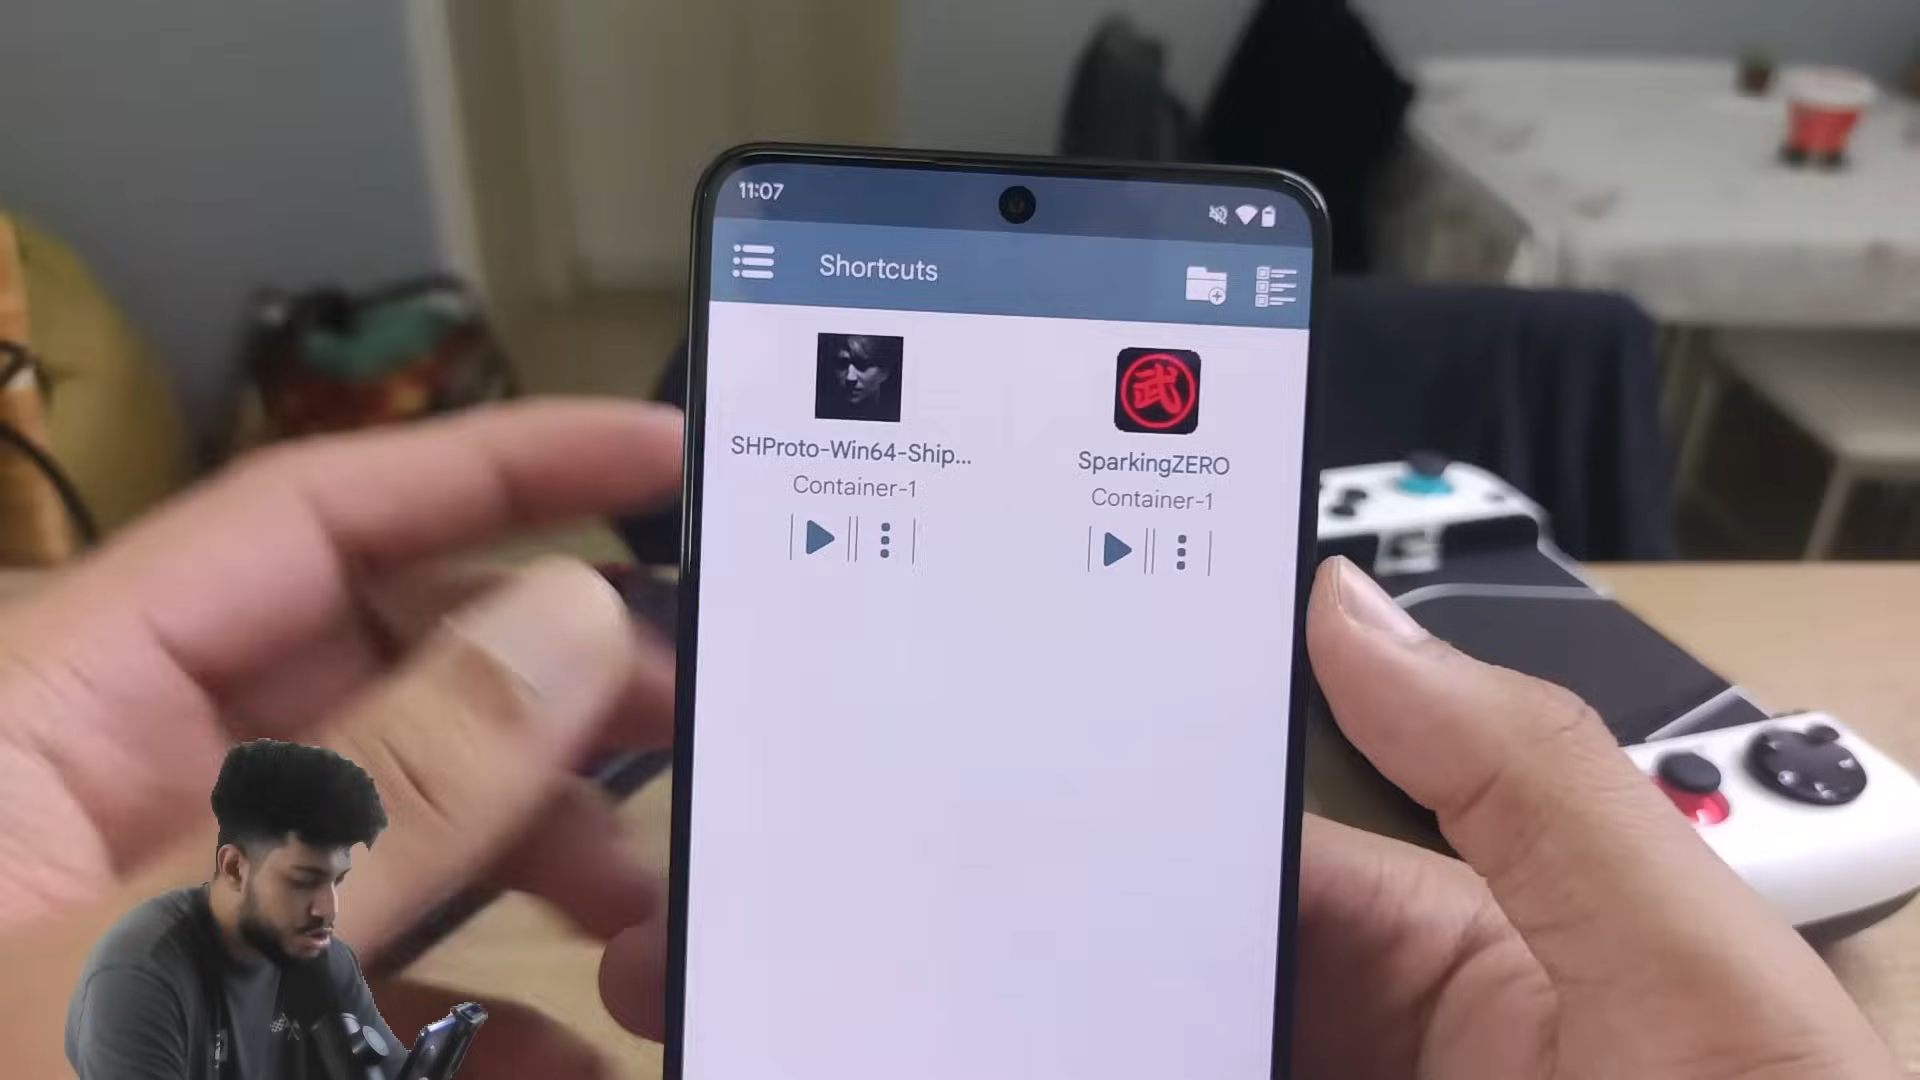 11:07
Shortcuts
武
SHProto-Win64-Ship...
Container-1
SparkingZERO
Container-1